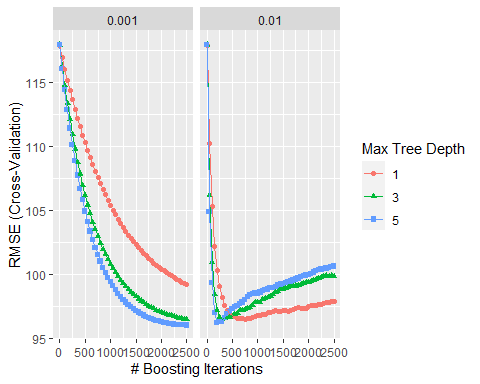 0.001
0.01
RMSE (Cross-Validation)
115
110
105
100
95
0 500 1000 1500 2000 2500
0 500 1000 1500 2000 2500
# Boosting Iterations
Max Tree Depth
1
3
5